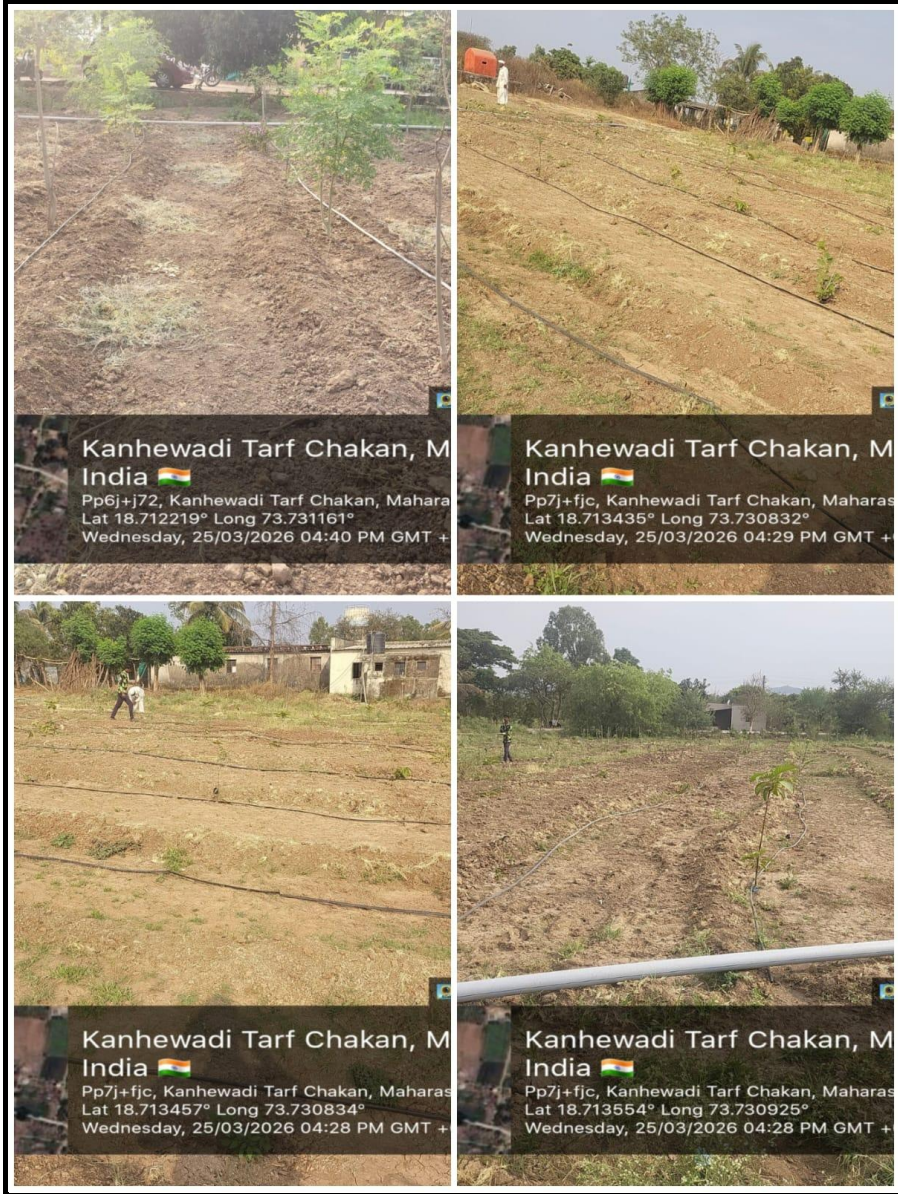 Kanhewadi Tarf Chakan, M
India
Pp6j+j72, Kanhewadi Tarf Chakan, Mahara
Lat 18.712219° Long 73.731161°
Wednesday, 25/03/2026 04:40 PM GMT +
Kanhewadi Tarf Chakan, M
India
Pp7j+fjc, Kanhewadi Tarf Chakan, Maharas
Lat 18.713435° Long 73.730832°
Wednesday, 25/03/2026 04:29 PM GMT +
Kanhewadi Tarf Chakan, M
India
Pp7j+fjc, Kanhewadi Tarf Chakan, Maharas
Lat 18.713457° Long 73.730834°
Wednesday, 25/03/2026 04:28 PM GMT +
Kanhewadi Tarf Chakan, M
India
Pp7j+fjc, Kanhewadi Tarf Chakan, Maharas
Lat 18.713554° Long 73.730925°
Wednesday, 25/03/2026 04:28 PM GMT +